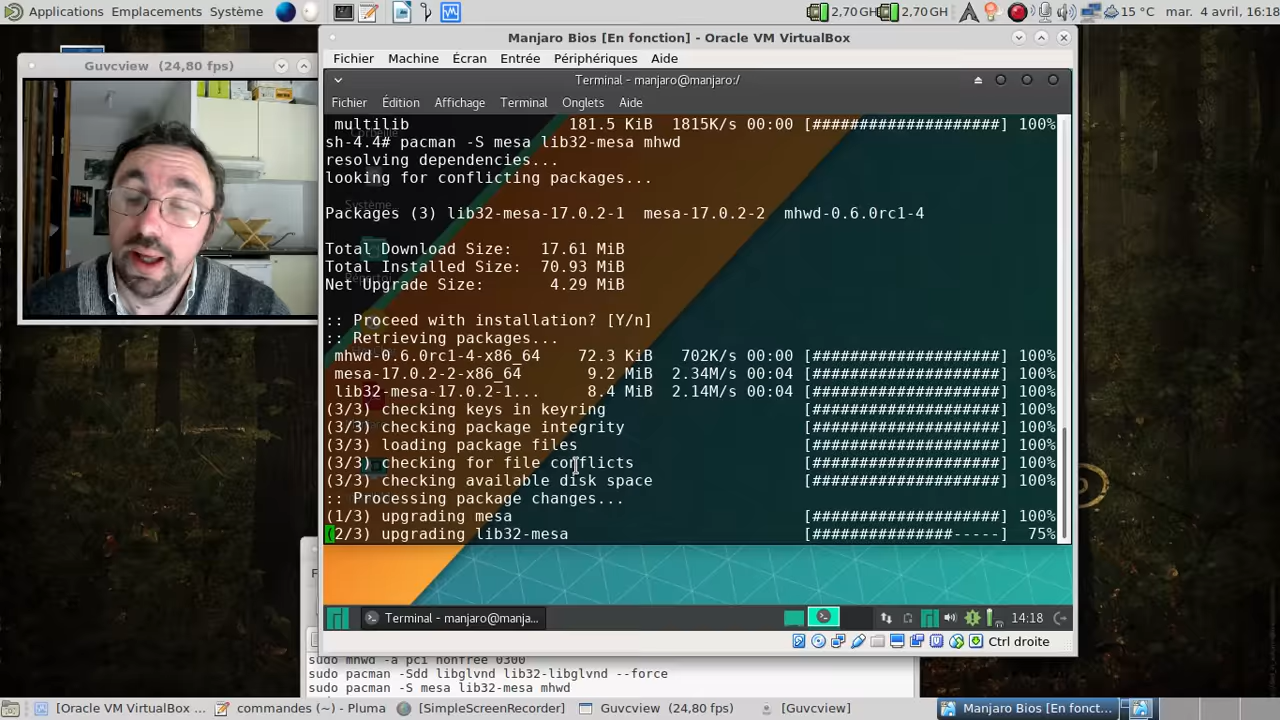 Applications Emplacements Système 2,70 GH 2,70 GH 15 °C mar. 4 avril, 16:18
Guvcview (24,80 fps)
Manjaro Bios [En fonction] - Oracle VM VirtualBox
Fichier Machine Écran Entrée Périphériques Aide
Terminal - manjaro@manjaro:/
Fichier Édition Affichage Terminal Onglets Aide
multilib 181.5 KiB 1815K/s 00:00 [####################] 100%
sh-4.4# pacman -S mesa lib32-mesa mhwd
resolving dependencies...
looking for conflicting packages...
Packages (3) lib32-mesa-17.0.2-1 mesa-17.0.2-2 mhwd-0.6.0rc1-4
Total Download Size: 17.61 MiB
Total Installed Size: 70.93 MiB
Net Upgrade Size: 4.29 MiB
:: Proceed with installation? [Y/n]
:: Retrieving packages...
mhwd-0.6.0rc1-4-x86_64 72.3 KiB 702K/s 00:00 [####################] 100%
mesa-17.0.2-2-x86_64 9.2 MiB 2.34M/s 00:04 [####################] 100%
lib32-mesa-17.0.2-1... 8.4 MiB 2.14M/s 00:04 [####################] 100%
(3/3) checking keys in keyring [####################] 100%
(3/3) checking package integrity [####################] 100%
(3/3) loading package files [####################] 100%
(3/3) checking for file conflicts [####################] 100%
(3/3) checking available disk space [####################] 100%
:: Processing package changes...
(1/3) upgrading mesa [####################] 100%
(2/3) upgrading lib32-mesa [###############-----] 75%
Terminal - manjaro@manja... 14:18
Ctrl droite
sudo mhwd -a pci nonfree 0300
sudo pacman -Sdd libglvnd lib32-libglvnd --force
sudo pacman -S mesa lib32-mesa mhwd
[Oracle VM VirtualBox ... commandes (~) - Pluma [SimpleScreenRecorder] Guvcview (24,80 fps) [Guvcview] Manjaro Bios [En fonction...